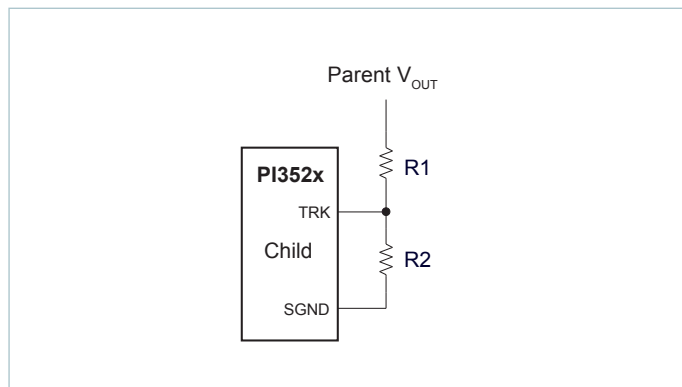 Parent VOUT
R1
PI352x
TRK
Child
R2
SGND